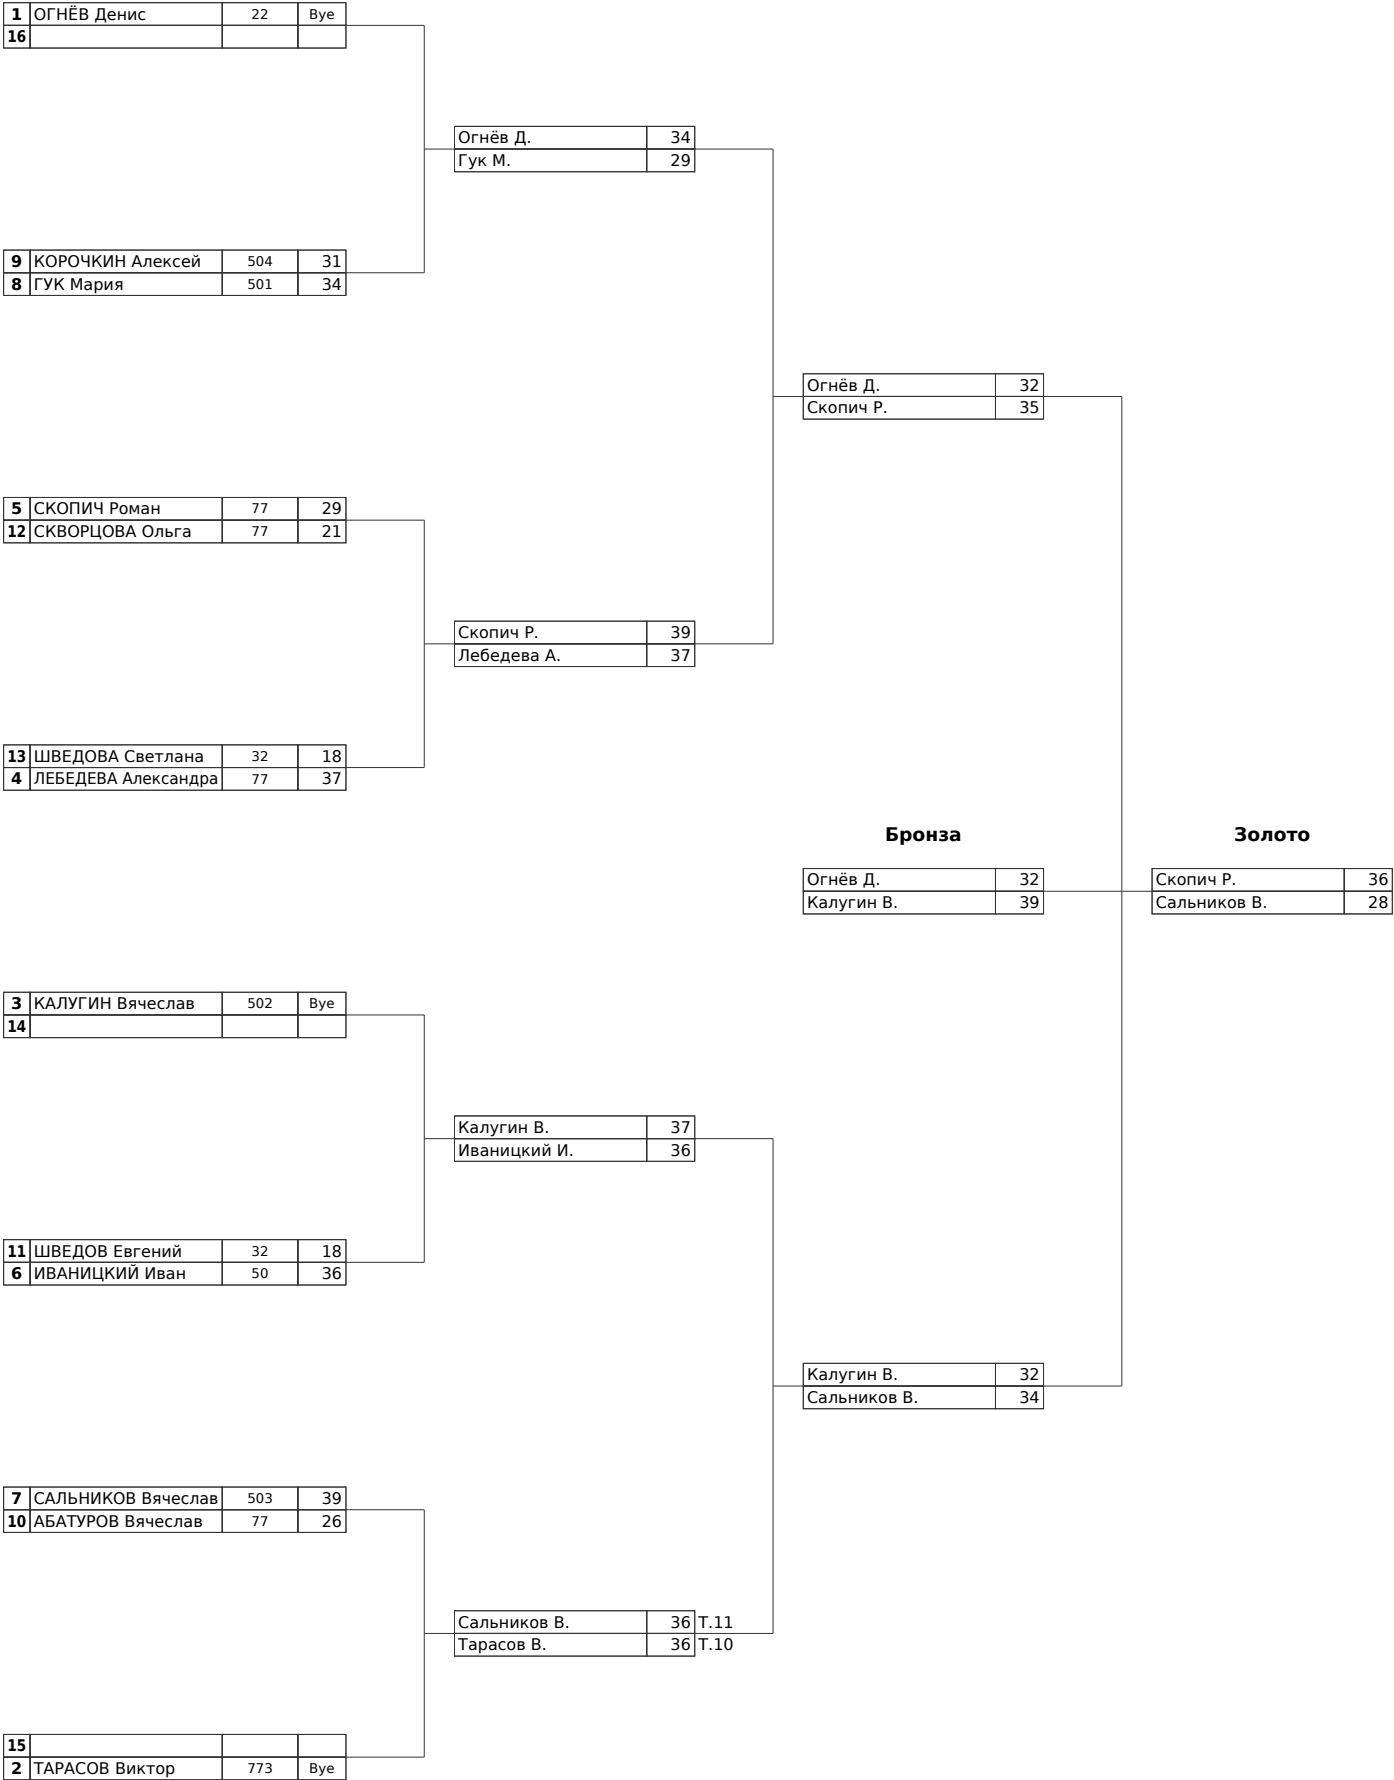 1 ОГНЁВ Денис 22 Bye
16
Огнёв Д. 34
Гук М. 29
9 КОРОЧКИН Алексей 504 31
8 ГУК Мария 501 34
Огнёв Д. 32
Скопич Р. 35
5 СКОПИЧ Роман 77 29
12 СКВОРЦОВА Ольга 77 21
Скопич Р. 39
Лебедева А. 37
13 ШВЕДОВА Светлана 32 18
4 ЛЕБЕДЕВА Александра 77 37
Бронза Золото
Огнёв Д. 32 Скопич Р. 36
Калугин В. 39 Сальников В. 28
3 КАЛУГИН Вячеслав 502 Bye
14
Калугин В. 37
Иваницкий И. 36
11 ШВЕДОВ Евгений 32 18
6 ИВАНИЦКИЙ Иван 50 36
Калугин В. 32
Сальников В. 34
7 САЛЬНИКОВ Вячеслав 503 39
10 АБАТУРОВ Вячеслав 77 26
Сальников В. 36 T.11
Тарасов В. 36 T.10
15
2 ТАРАСОВ Виктор 773 Bye